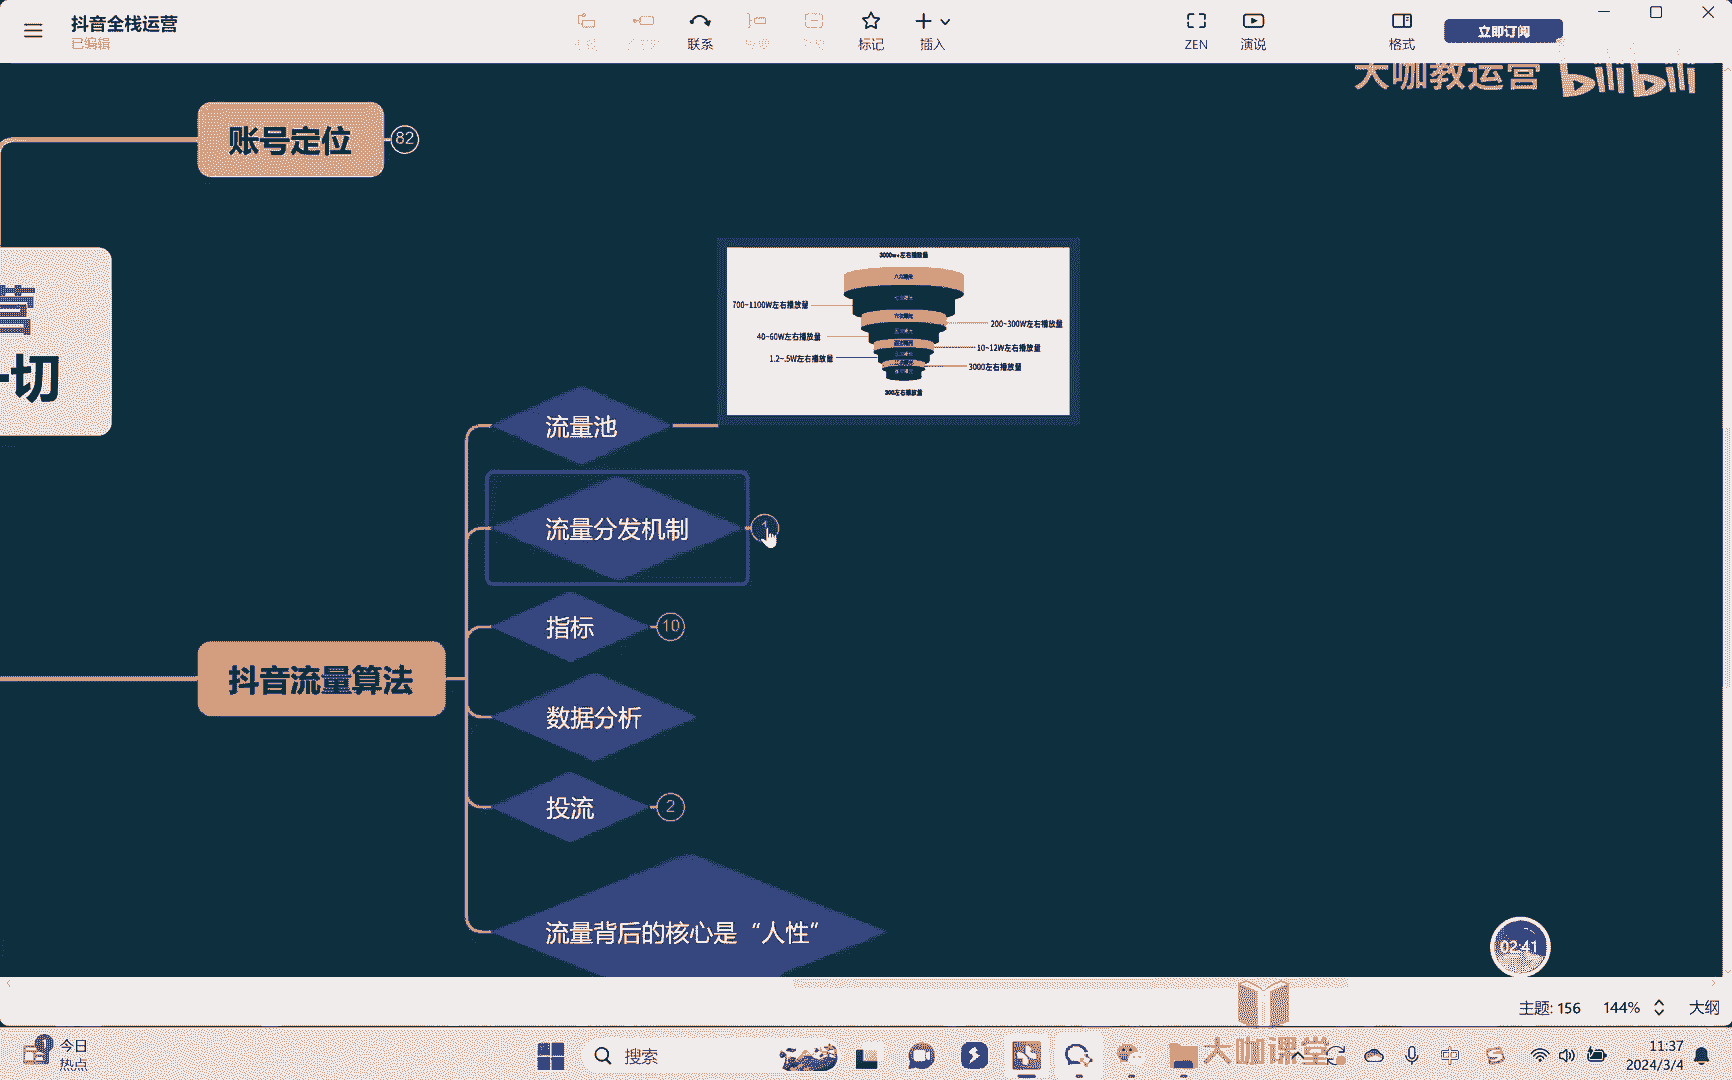 抖音全栈运营
已编辑
联系
标记
插入
ZEN
演说
格式
立即订阅
大咖教运营 bilibili
账号定位
82
营
一切
3000w+左右播放量
700~1100W左右播放量
200~300W左右播放量
40~60W左右播放量
10~12W左右播放量
1.2~.5W左右播放量
3000左右播放量
300左右播放量
流量池
流量分发机制
指标
10
抖音流量算法
数据分析
投流
2
流量背后的核心是“人性”
02:41
主题: 156
144%
大纲
今日
热点
搜索
大咖课堂
中
11:37
2024/3/4